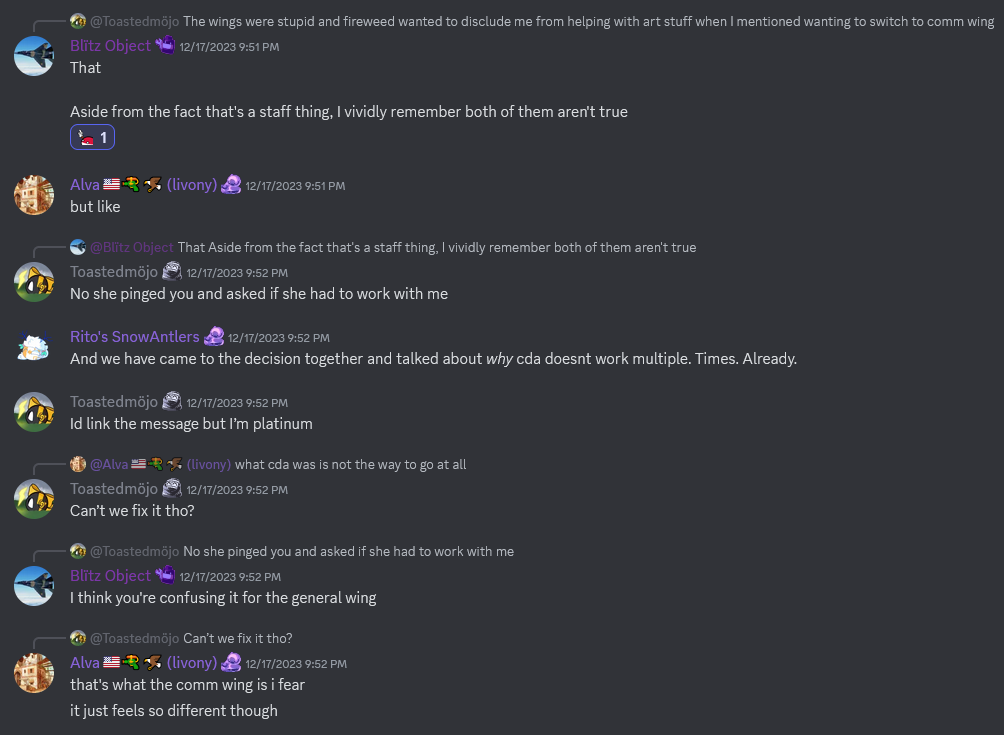 @Toastedmöjo The wings were stupid and fireweed wanted to disclude me from helping with art stuff when I mentioned wanting to switch to comm wing
Blïtz Object 12/17/2023 9:51 PM
That
Aside from the fact that's a staff thing, I vividly remember both of them aren't true
1
Alva (livony) 12/17/2023 9:51 PM
but like
@Blïtz Object That Aside from the fact that's a staff thing, I vividly remember both of them aren't true
Toastedmöjo 12/17/2023 9:52 PM
No she pinged you and asked if she had to work with me
Rito's SnowAntlers 12/17/2023 9:52 PM
And we have came to the decision together and talked about why cda doesnt work multiple. Times. Already.
Toastedmöjo 12/17/2023 9:52 PM
Id link the message but I'm platinum
@Alva (livony) what cda was is not the way to go at all
Toastedmöjo 12/17/2023 9:52 PM
Can't we fix it tho?
@Toastedmöjo No she pinged you and asked if she had to work with me
Blïtz Object 12/17/2023 9:52 PM
I think you're confusing it for the general wing
@Toastedmöjo Can't we fix it tho?
Alva (livony) 12/17/2023 9:52 PM
that's what the comm wing is i fear
it just feels so different though